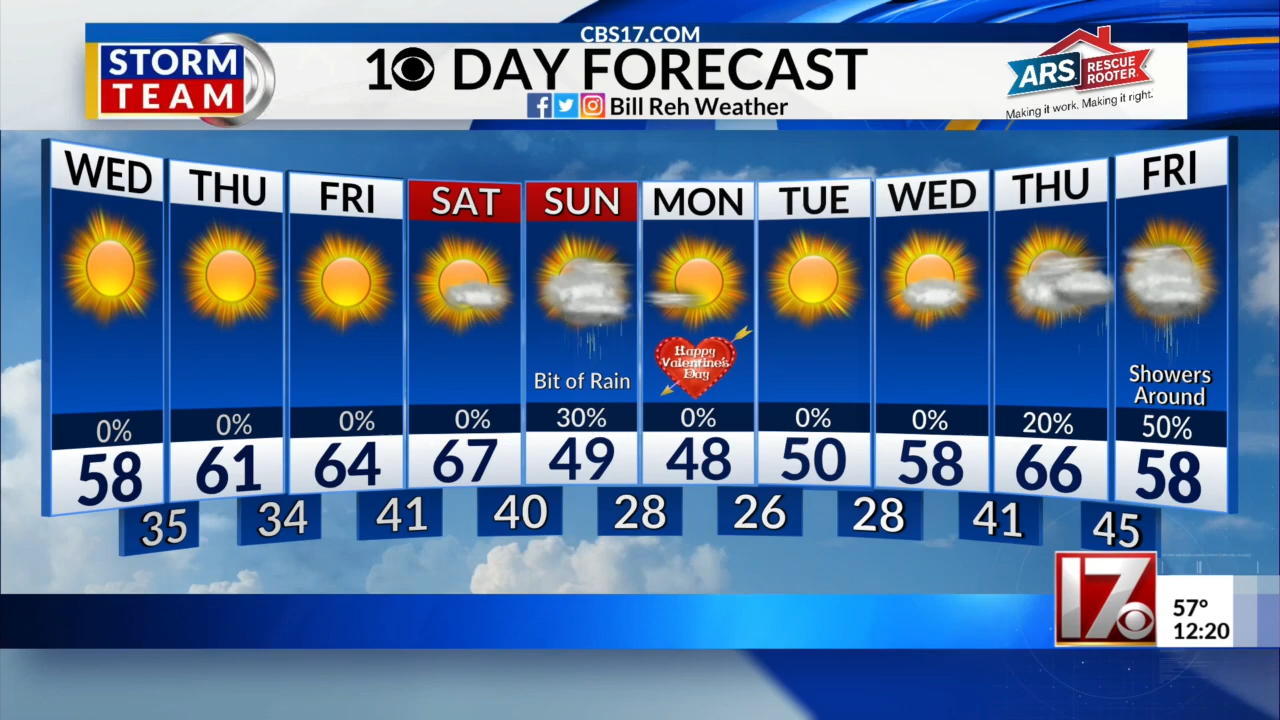 CBS17.COM
STORM
TEAM
10 DAY FORECAST
Bill Reh Weather
ARS
RESCUE
ROOTER
Making it work. Making it right.
WED THU FRI SAT SUN MON TUE WED THU FRI
Happy
Valentine's
Day
Bit of Rain
Showers
Around
0% 0% 0% 0% 30% 0% 0% 0% 20% 50%
58 61 64 67 49 48 50 58 66 58
35 34 41 40 28 26 28 41 45
17
57°
12:20